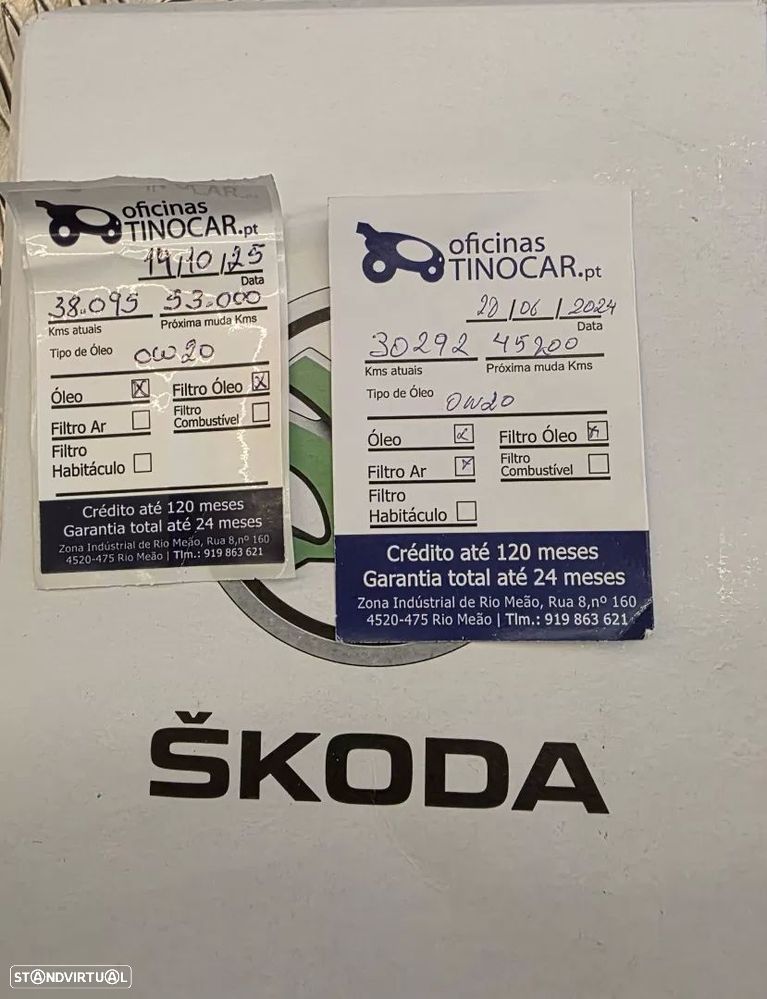 oficinas
TINOCAR.pt
14/10/25
Data
38.095 53.000
Kms atuais Próxima muda Kms
Tipo de Óleo 0W20
Óleo X Filtro Óleo X
Filtro Ar Filtro
Combustível
Filtro
Habitáculo
Crédito até 120 meses
Garantia total até 24 meses
Zona Indústrial de Rio Meão, Rua 8,nº 160
4520-475 Rio Meão | Tlm.: 919 863 621
oficinas
TINOCAR.pt
20/06/2024
Data
30292 45200
Kms atuais Próxima muda Kms
Tipo de Óleo 0W20
Óleo X Filtro Óleo X
Filtro Ar X Filtro
Combustível
Filtro
Habitáculo
Crédito até 120 meses
Garantia total até 24 meses
Zona Indústrial de Rio Meão, Rua 8,nº 160
4520-475 Rio Meão | Tlm.: 919 863 621
ŠKODA
STANDVIRTUAL